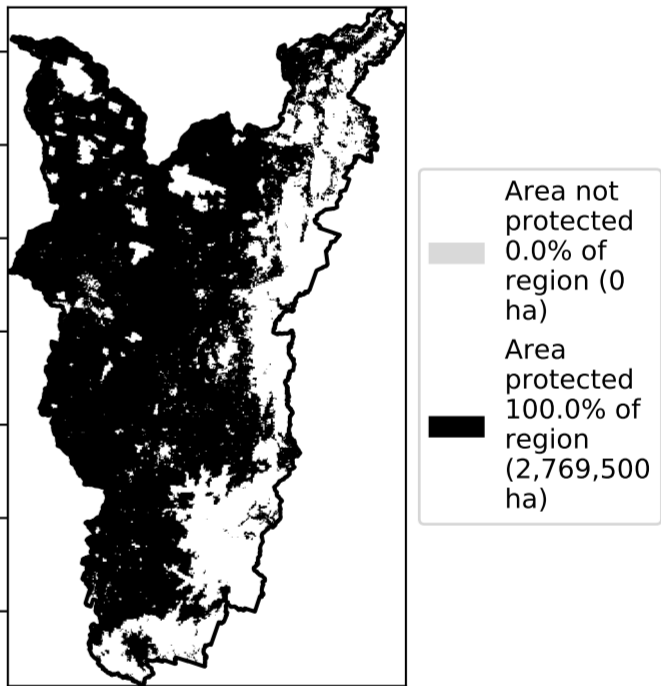 Area not
protected
0.0% of
region (0
ha)
Area
protected
100.0% of
region
(2,769,500
ha)